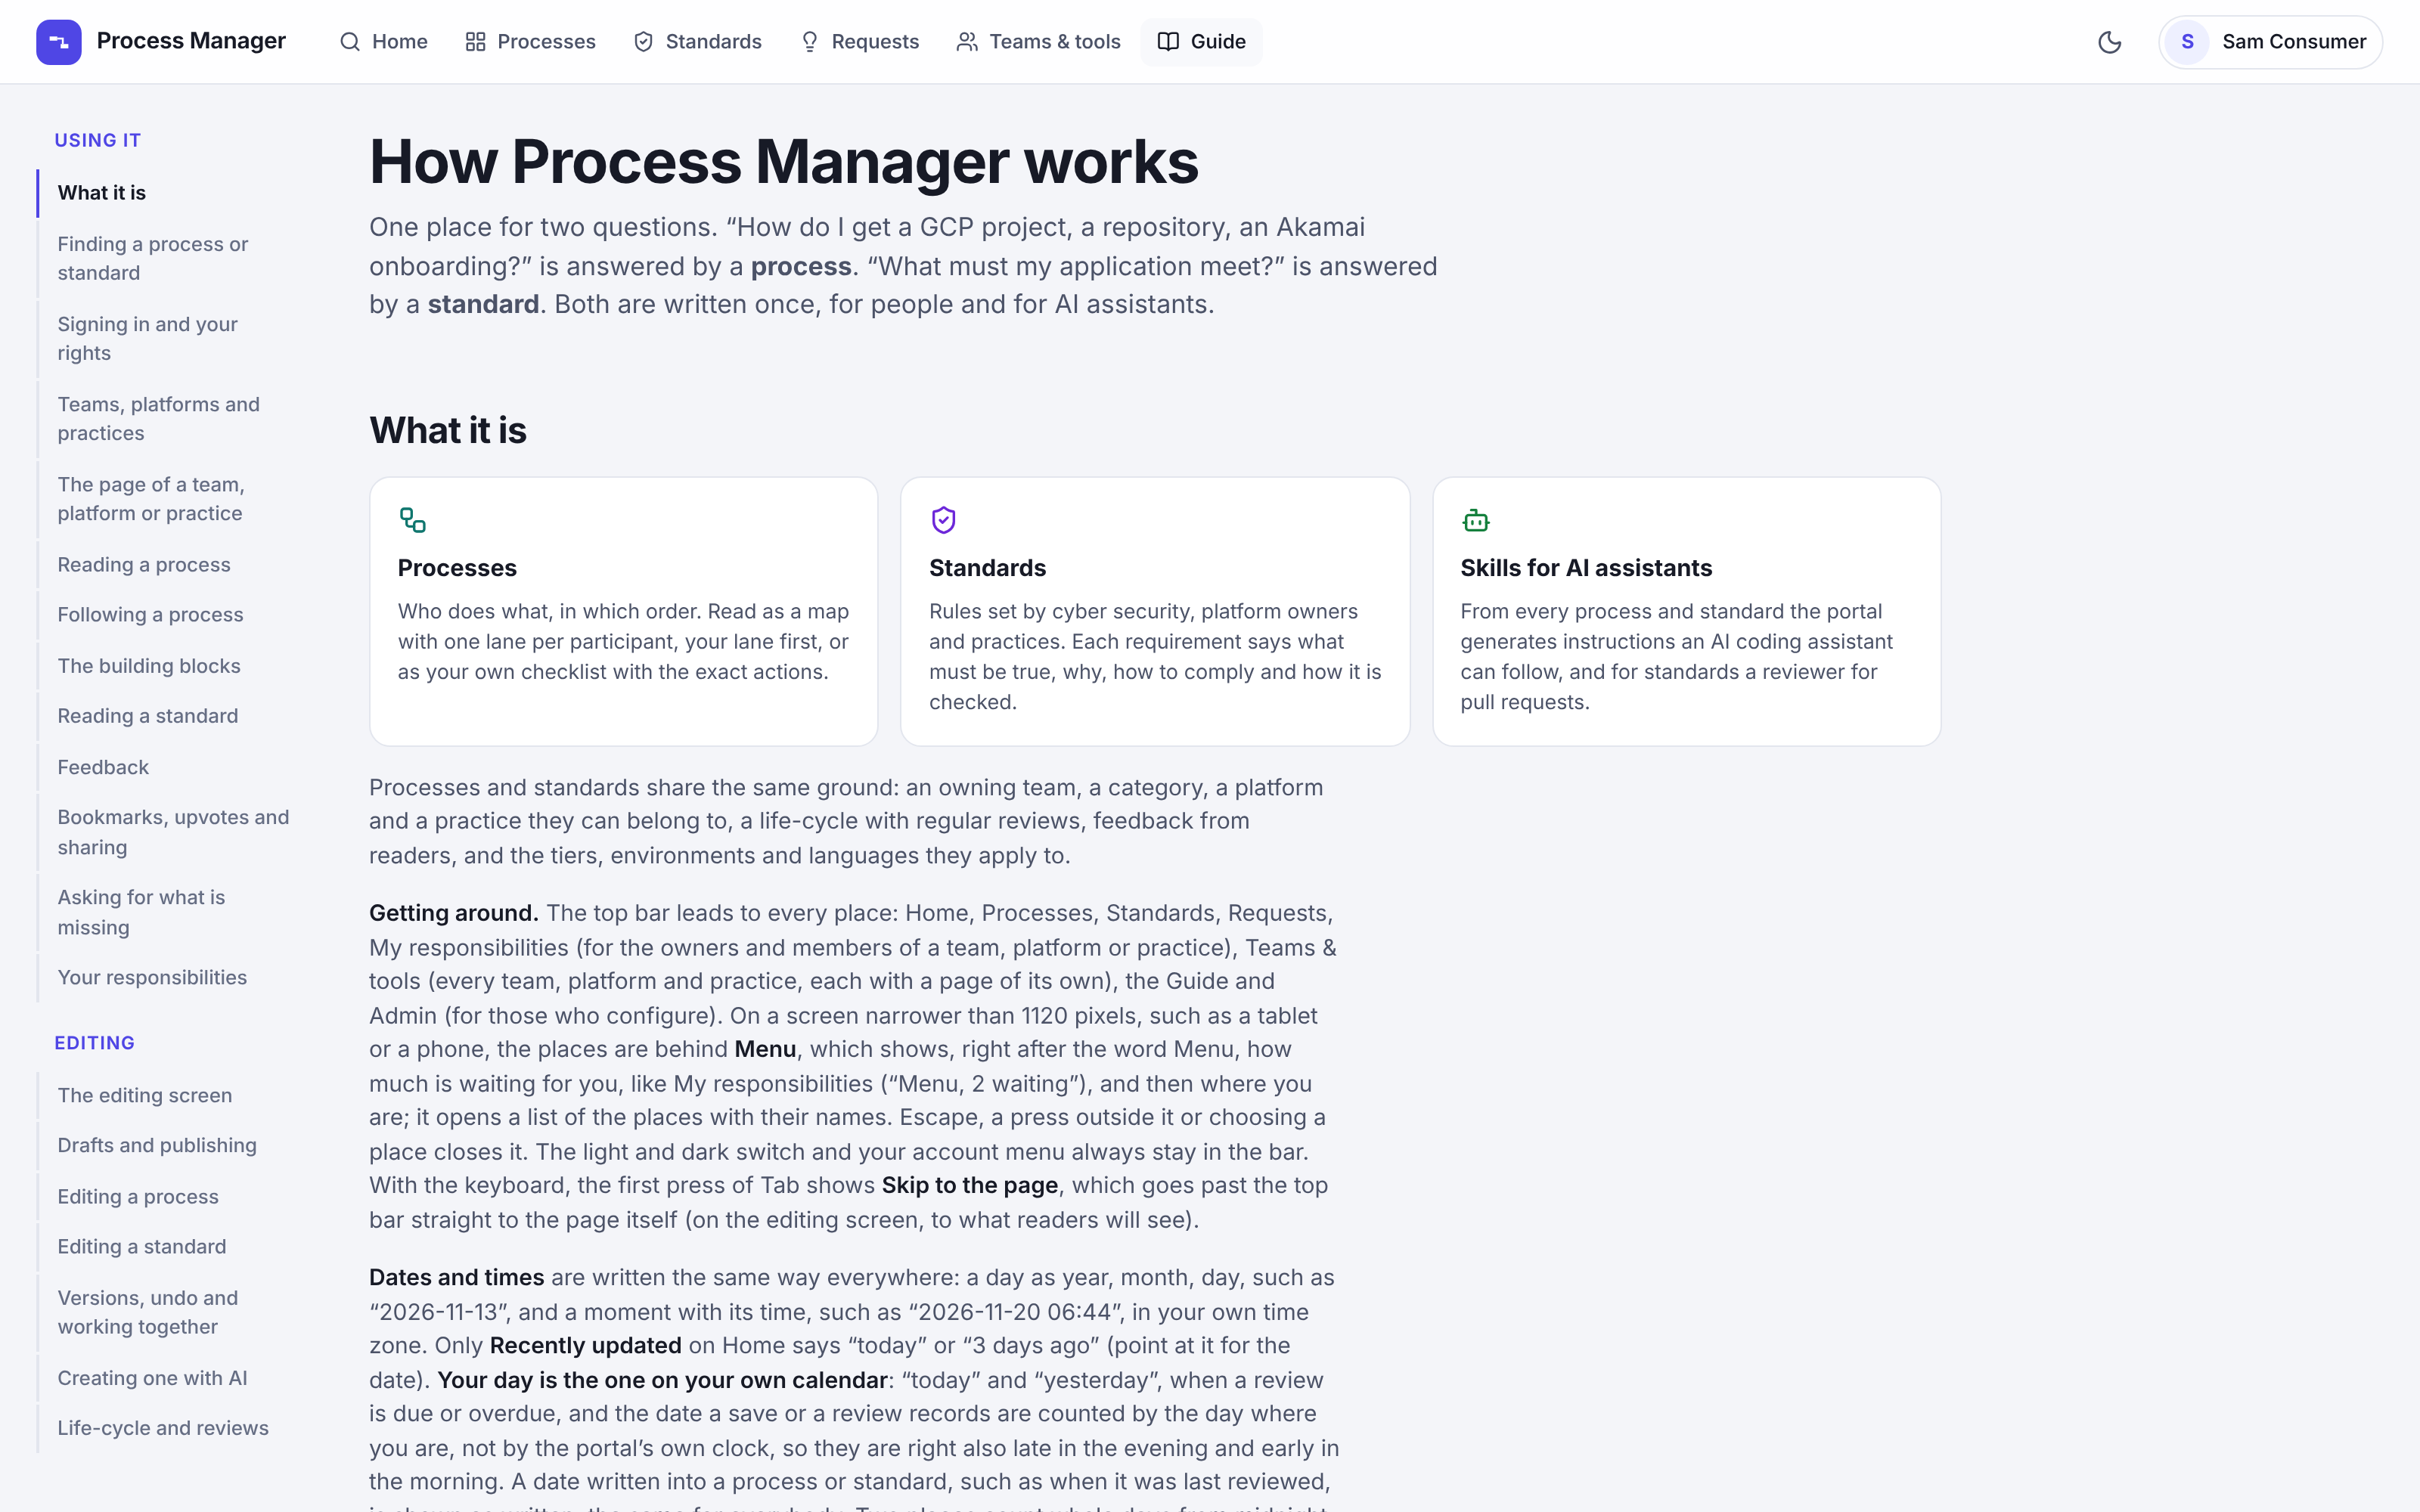 Process Manager
Home
Processes
Standards
Requests
Teams & tools
Guide
S
Sam Consumer
USING IT
What it is
Finding a process or
standard
Signing in and your
rights
Teams, platforms and
practices
The page of a team,
platform or practice
Reading a process
Following a process
The building blocks
Reading a standard
Feedback
Bookmarks, upvotes and
sharing
Asking for what is
missing
Your responsibilities
EDITING
The editing screen
Drafts and publishing
Editing a process
Editing a standard
Versions, undo and
working together
Creating one with AI
Life-cycle and reviews
How Process Manager works
One place for two questions. “How do I get a GCP project, a repository, an Akamai
onboarding?” is answered by a process. “What must my application meet?” is answered
by a standard. Both are written once, for people and for AI assistants.
What it is
Processes
Who does what, in which order. Read as a map
with one lane per participant, your lane first, or
as your own checklist with the exact actions.
Standards
Rules set by cyber security, platform owners
and practices. Each requirement says what
must be true, why, how to comply and how it is
checked.
Skills for AI assistants
From every process and standard the portal
generates instructions an AI coding assistant
can follow, and for standards a reviewer for
pull requests.
Processes and standards share the same ground: an owning team, a category, a platform
and a practice they can belong to, a life-cycle with regular reviews, feedback from
readers, and the tiers, environments and languages they apply to.
Getting around. The top bar leads to every place: Home, Processes, Standards, Requests,
My responsibilities (for the owners and members of a team, platform or practice), Teams &
tools (every team, platform and practice, each with a page of its own), the Guide and
Admin (for those who configure). On a screen narrower than 1120 pixels, such as a tablet
or a phone, the places are behind Menu, which shows, right after the word Menu, how
much is waiting for you, like My responsibilities (“Menu, 2 waiting”), and then where you
are; it opens a list of the places with their names. Escape, a press outside it or choosing a
place closes it. The light and dark switch and your account menu always stay in the bar.
With the keyboard, the first press of Tab shows Skip to the page, which goes past the top
bar straight to the page itself (on the editing screen, to what readers will see).
Dates and times are written the same way everywhere: a day as year, month, day, such as
“2026-11-13”, and a moment with its time, such as “2026-11-20 06:44”, in your own time
zone. Only Recently updated on Home says “today” or “3 days ago” (point at it for the
date). Your day is the one on your own calendar: “today” and “yesterday”, when a review
is due or overdue, and the date a save or a review records are counted by the day where
you are, not by the portal’s own clock, so they are right also late in the evening and early in
the morning. A date written into a process or standard, such as when it was last reviewed,